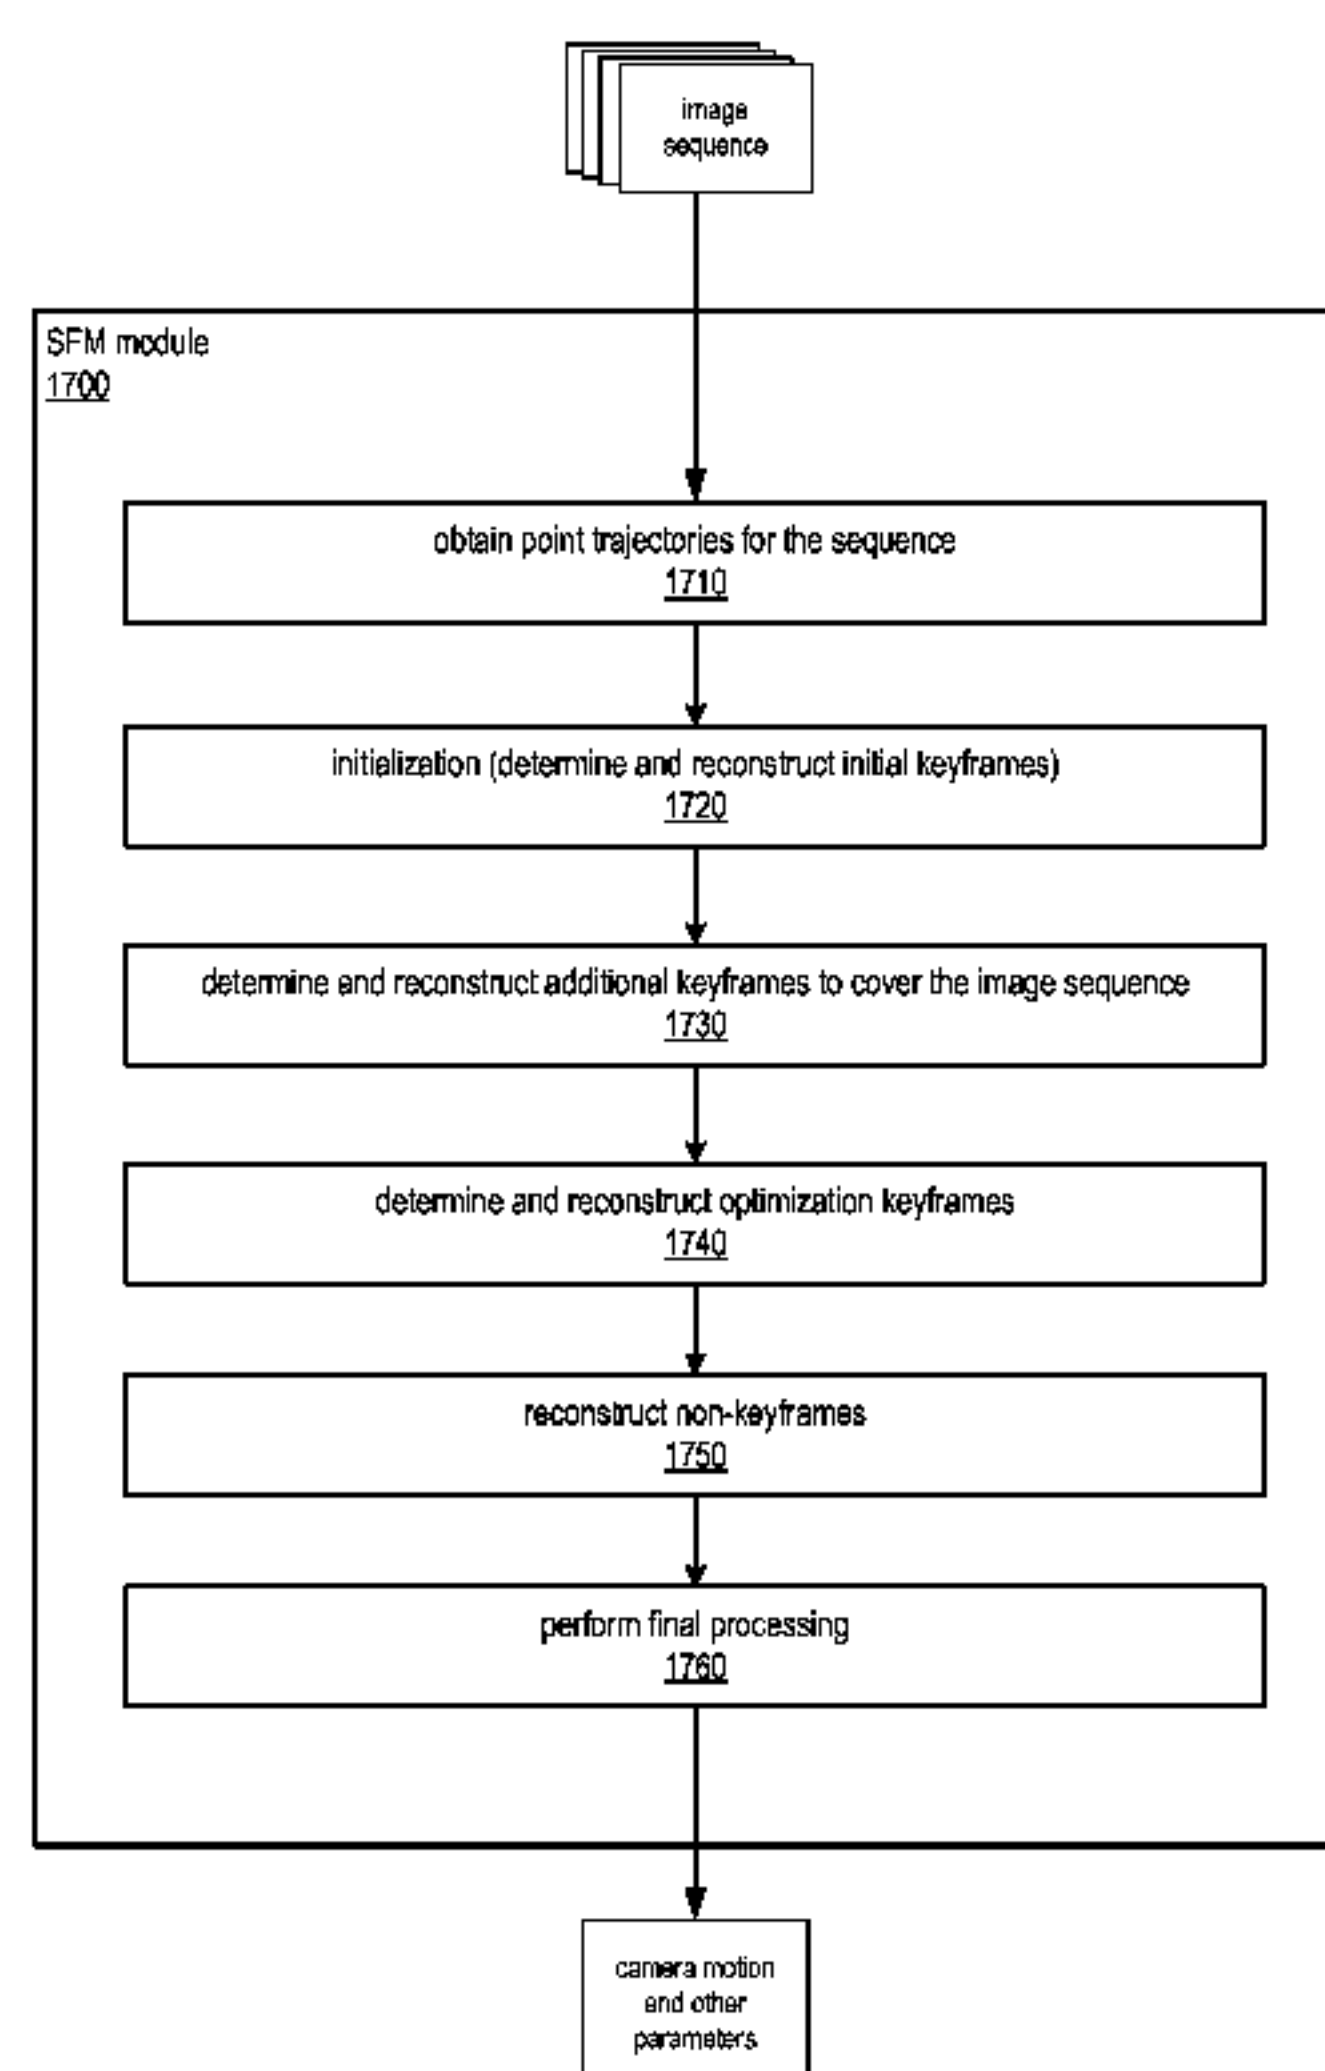 image
sequence
SFM module
1700
obtain point trajectories for the sequence
1710
initialization (determine and reconstruct initial keyframes)
1720
determine and reconstruct additional keyframes to cover the image sequence
1730
determine and reconstruct optimization keyframes
1740
reconstruct non-keyframes
1750
perform final processing
1760
camera motion
and other
parameters